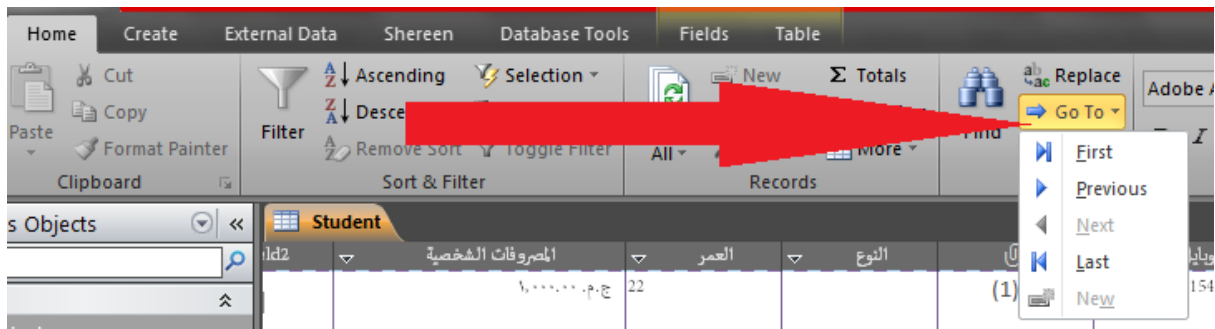 Home Create External Data Shereen Database Tools Fields Table
Cut
Copy
Format Painter
Paste
Clipboard
Filter
Ascending
Selection
Remove Sort
Toggle Filter
Sort & Filter
All
New
Totals
More
Records
Find
Replace
Go To
First
Previous
Next
Last
New
Adobe
I
s Objects
Student
ld2 المصروفات الشخصية العمر النوع
ج.م. ١,٠٠٠.٠٠ 22 (1) 154